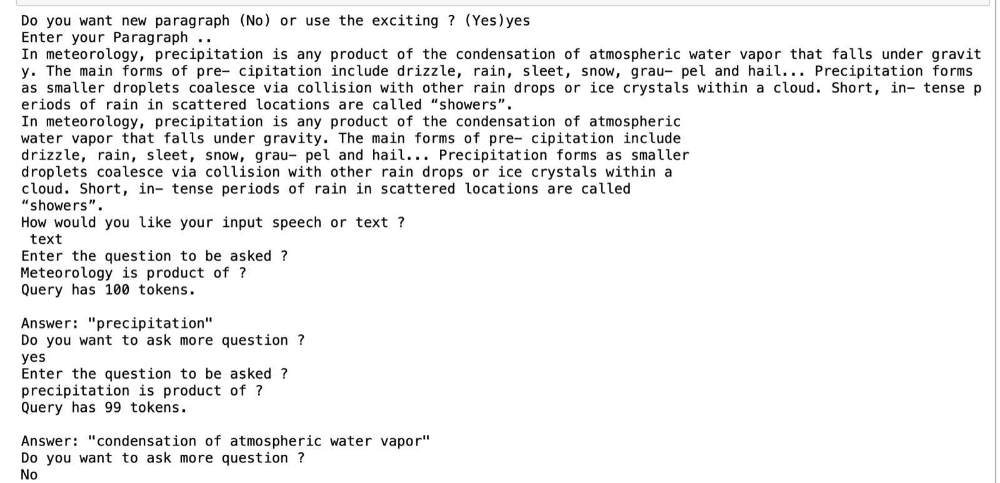 Do you want new paragraph (No) or use the exciting ? (Yes)yes
Enter your Paragraph ..
In meteorology, precipitation is any product of the condensation of atmospheric water vapor that falls under gravit
y. The main forms of pre– cipitation include drizzle, rain, sleet, snow, grau– pel and hail... Precipitation forms
as smaller droplets coalesce via collision with other rain drops or ice crystals within a cloud. Short, in– tense p
eriods of rain in scattered locations are called “showers”.
In meteorology, precipitation is any product of the condensation of atmospheric
water vapor that falls under gravity. The main forms of pre– cipitation include
drizzle, rain, sleet, snow, grau– pel and hail... Precipitation forms as smaller
droplets coalesce via collision with other rain drops or ice crystals within a
cloud. Short, in– tense periods of rain in scattered locations are called
“showers”.
How would you like your input speech or text ?
text
Enter the question to be asked ?
Meteorology is product of ?
Query has 100 tokens.

Answer: "precipitation"
Do you want to ask more question ?
yes
Enter the question to be asked ?
precipitation is product of ?
Query has 99 tokens.

Answer: "condensation of atmospheric water vapor"
Do you want to ask more question ?
No